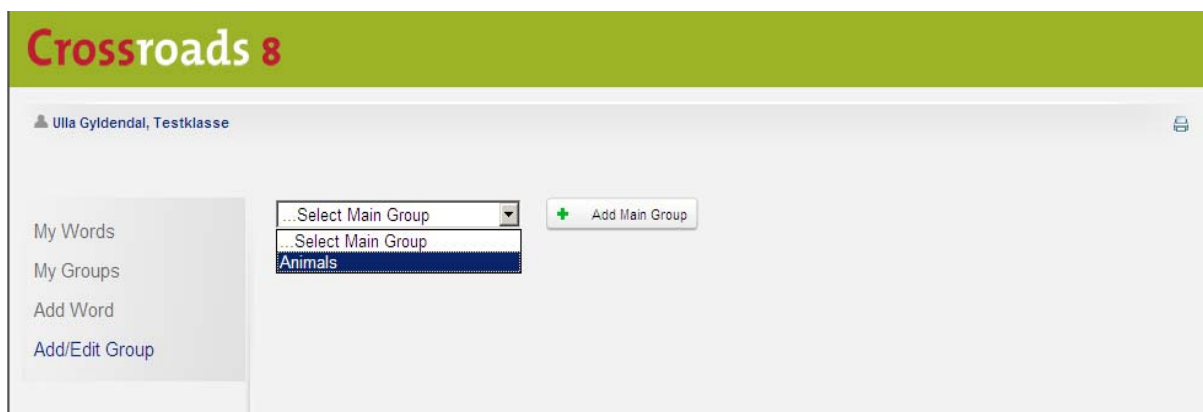 Crossroads 8
Ulla Gyldendal, Testklasse
My Words
My Groups
Add Word
Add/Edit Group
...Select Main Group
...Select Main Group
Animals
Add Main Group